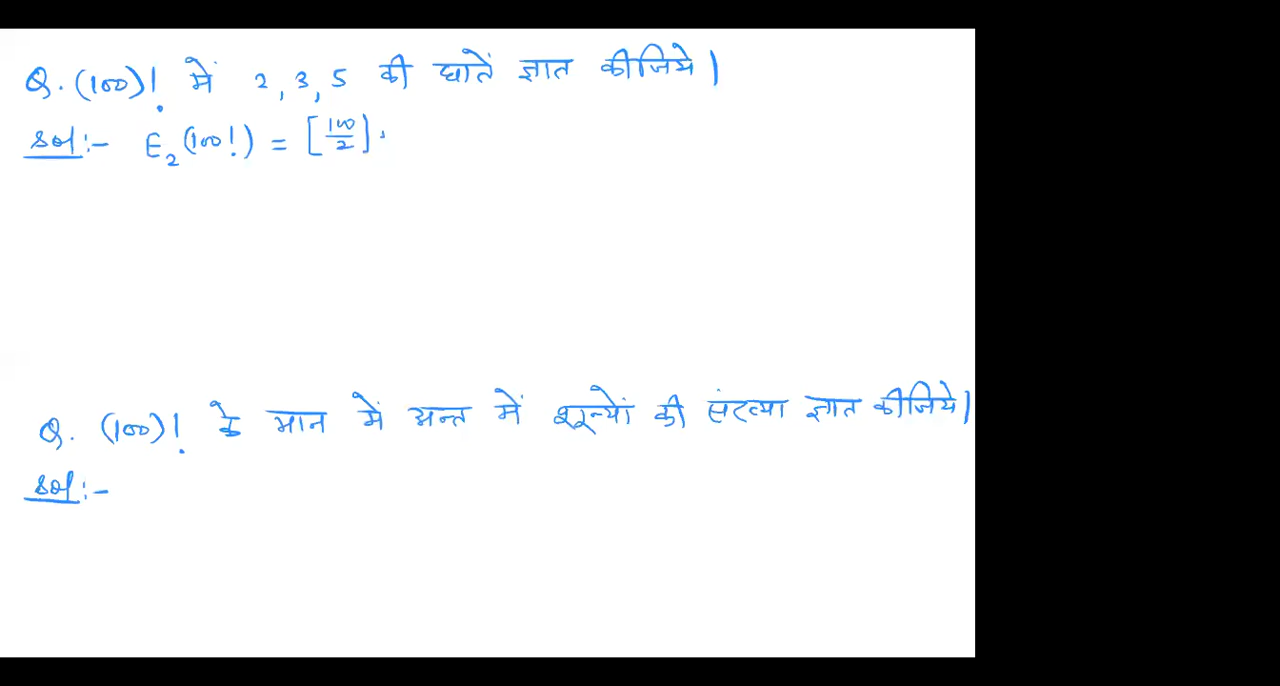 Q. (100)! में 2, 3, 5 की घातें ज्ञात कीजिये।
Sol:- E₂(100!) = [100/2] +
Q. (100)! के मान में अन्त में शून्यों की संख्या ज्ञात कीजिये।
Sol:-